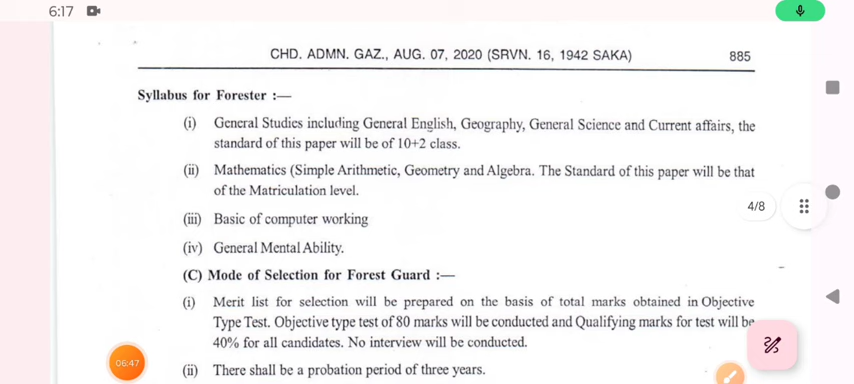 6:17
CHD. ADMN. GAZ., AUG. 07, 2020 (SRVN. 16, 1942 SAKA) 885
Syllabus for Forester :—
(i) General Studies including General English, Geography, General Science and Current affairs, the
standard of this paper will be of 10+2 class.
(ii) Mathematics (Simple Arithmetic, Geometry and Algebra. The Standard of this paper will be that
of the Matriculation level.
4/8
(iii) Basic of computer working
(iv) General Mental Ability.
(C) Mode of Selection for Forest Guard :—
(i) Merit list for selection will be prepared on the basis of total marks obtained in Objective
Type Test. Objective type test of 80 marks will be conducted and Qualifying marks for test will be
40% for all candidates. No interview will be conducted.
06:47
(ii) There shall be a probation period of three years.